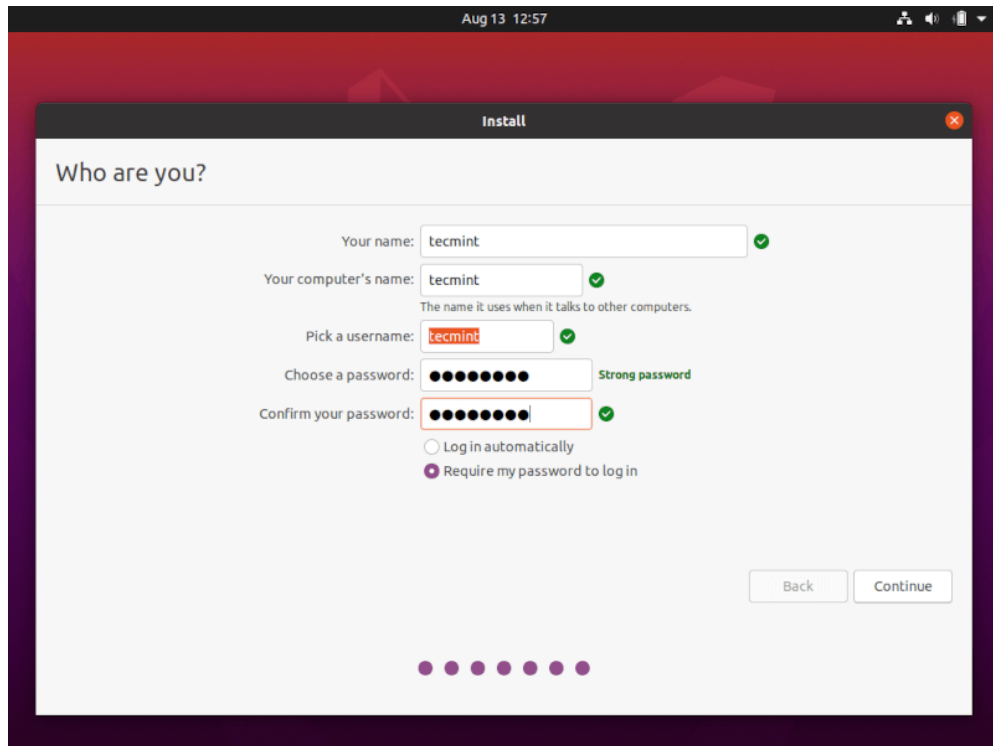 Aug 13 12:57
Install
Who are you?
Your name: tecmint
Your computer's name: tecmint
The name it uses when it talks to other computers.
Pick a username: tecmint
Choose a password: ●●●●●●●● Strong password
Confirm your password: ●●●●●●●●
Log in automatically
Require my password to log in
Back Continue